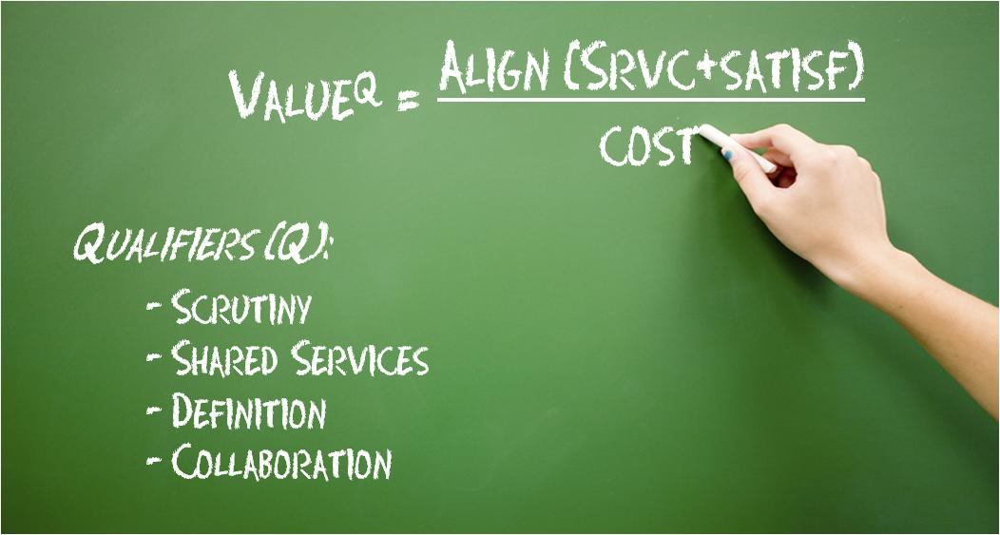 VALUEQ = ALIGN (SRVC+SATISF)
COST
QUALIFIERS (Q):
- SCRUTINY
- SHARED SERVICES
- DEFINITION
- COLLABORATION